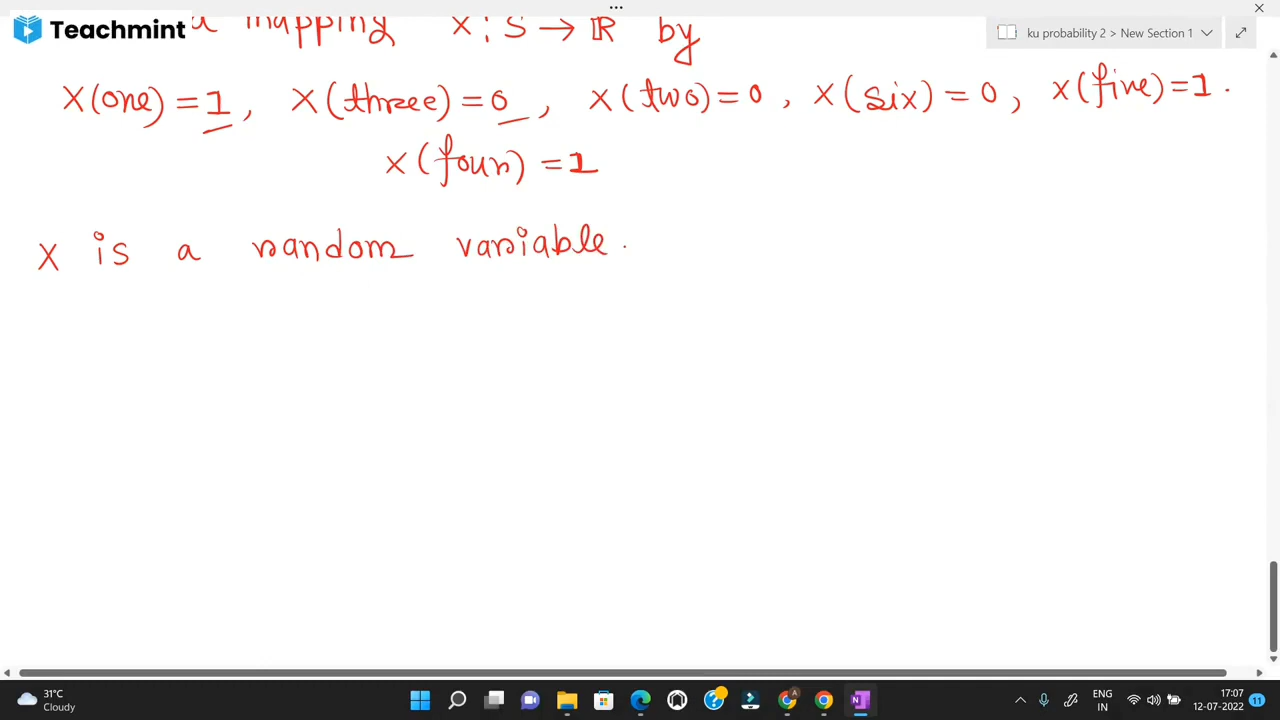 Teachmint
a mapping X : S → ℝ by
ku probability 2 > New Section 1
X(one) = 1, X(three) = 0, X(two) = 0, X(six) = 0, X(five) = 1.
X(four) = 1
X is a random variable.
31°C
Cloudy
ENG
IN
17:07
12-07-2022
11